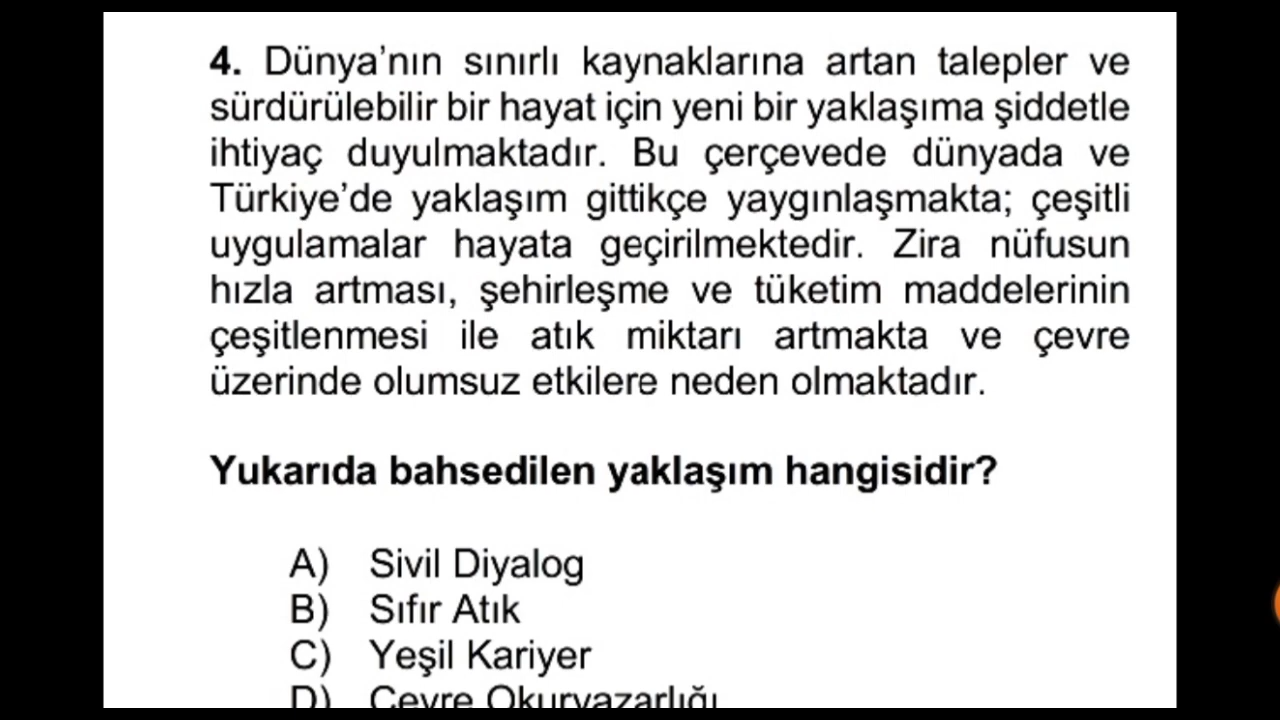 4. Dünya’nın sınırlı kaynaklarına artan talepler ve
sürdürülebilir bir hayat için yeni bir yaklaşıma şiddetle
ihtiyaç duyulmaktadır. Bu çerçevede dünyada ve
Türkiye’de yaklaşım gittikçe yaygınlaşmakta; çeşitli
uygulamalar hayata geçirilmektedir. Zira nüfusun
hızla artması, şehirleşme ve tüketim maddelerinin
çeşitlenmesi ile atık miktarı artmakta ve çevre
üzerinde olumsuz etkilere neden olmaktadır.
Yukarıda bahsedilen yaklaşım hangisidir?
A) Sivil Diyalog
B) Sıfır Atık
C) Yeşil Kariyer
D) Çevre Okuryazarlığı